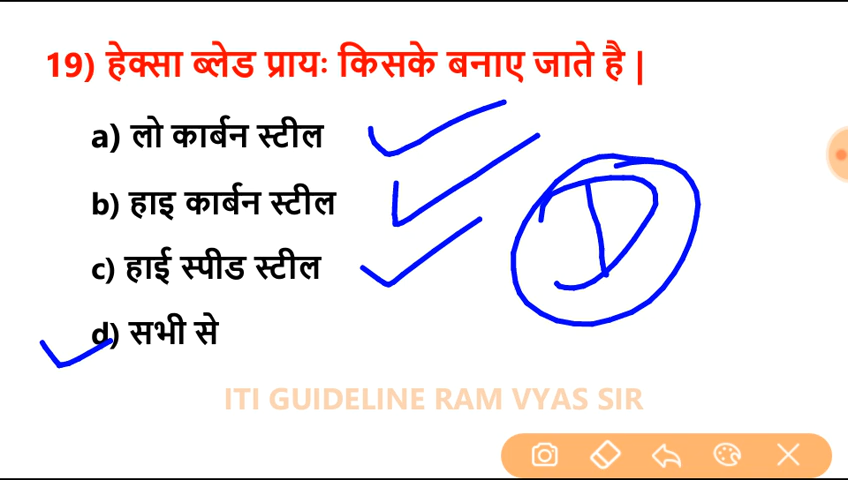 19) हेक्सा ब्लेड प्रायः किसके बनाए जाते है |
a) लो कार्बन स्टील
b) हाइ कार्बन स्टील
c) हाई स्पीड स्टील
d) सभी से
D
ITI GUIDELINE RAM VYAS SIR